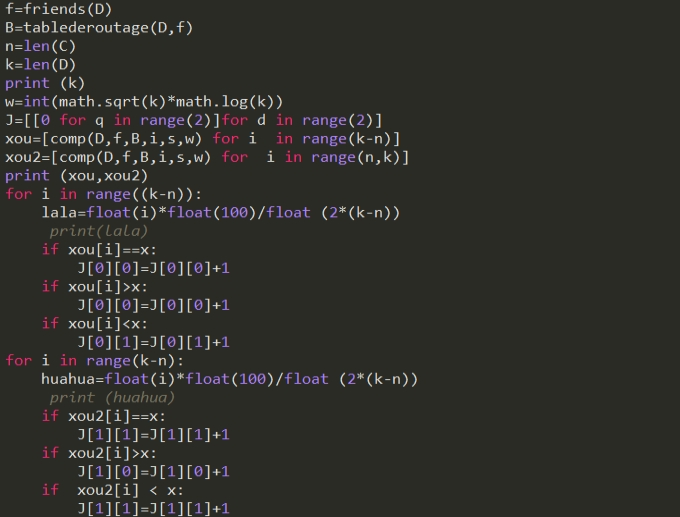 f=friends(D)
B=tablederoutage(D,f)
n=len(C)
k=len(D)
print (k)
w=int(math.sqrt(k)*math.log(k))
J=[[0 for q in range(2)]for d in range(2)]
xou=[comp(D,f,B,i,s,w) for i  in range(k-n)]
xou2=[comp(D,f,B,i,s,w) for  i in range(n,k)]
print (xou,xou2)
for i in range((k-n)):
    lala=float(i)*float(100)/float (2*(k-n))
     print(lala)
    if xou[i]==x:
        J[0][0]=J[0][0]+1
    if xou[i]>x:
        J[0][0]=J[0][0]+1
    if xou[i]<x:
        J[0][1]=J[0][1]+1
for i in range(k-n):
    huahua=float(i)*float(100)/float (2*(k-n))
     print (huahua)
    if xou2[i]==x:
        J[1][1]=J[1][1]+1
    if xou2[i]>x:
        J[1][0]=J[1][0]+1
    if  xou2[i] < x:
        J[1][1]=J[1][1]+1